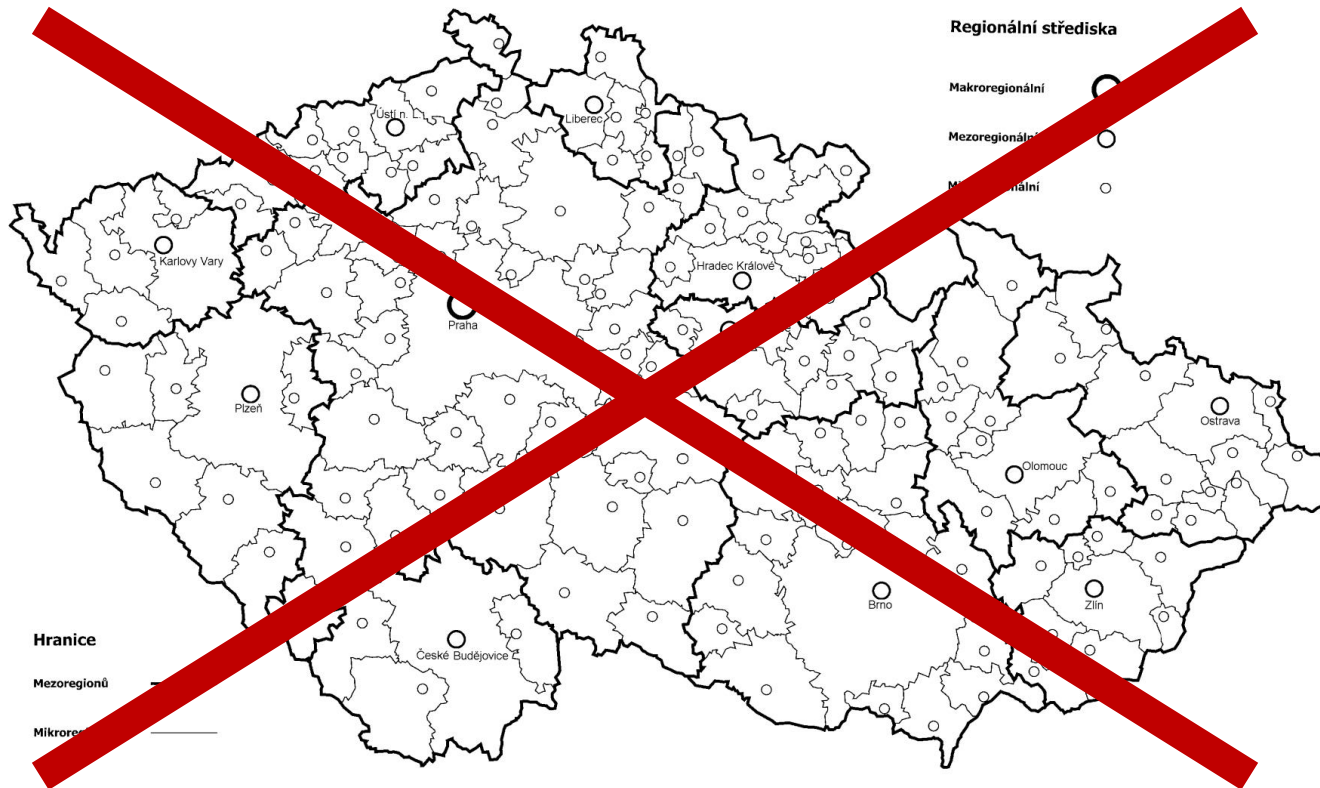 Regionální střediska
Makroregionální
Mezoregionální
Ústí n. L.
Liberec
Karlovy Vary
Hradec Králové
Praha
Plzeň
Ostrava
Olomouc
Brno
Zlín
České Budějovice
Hranice
Mezoregionů